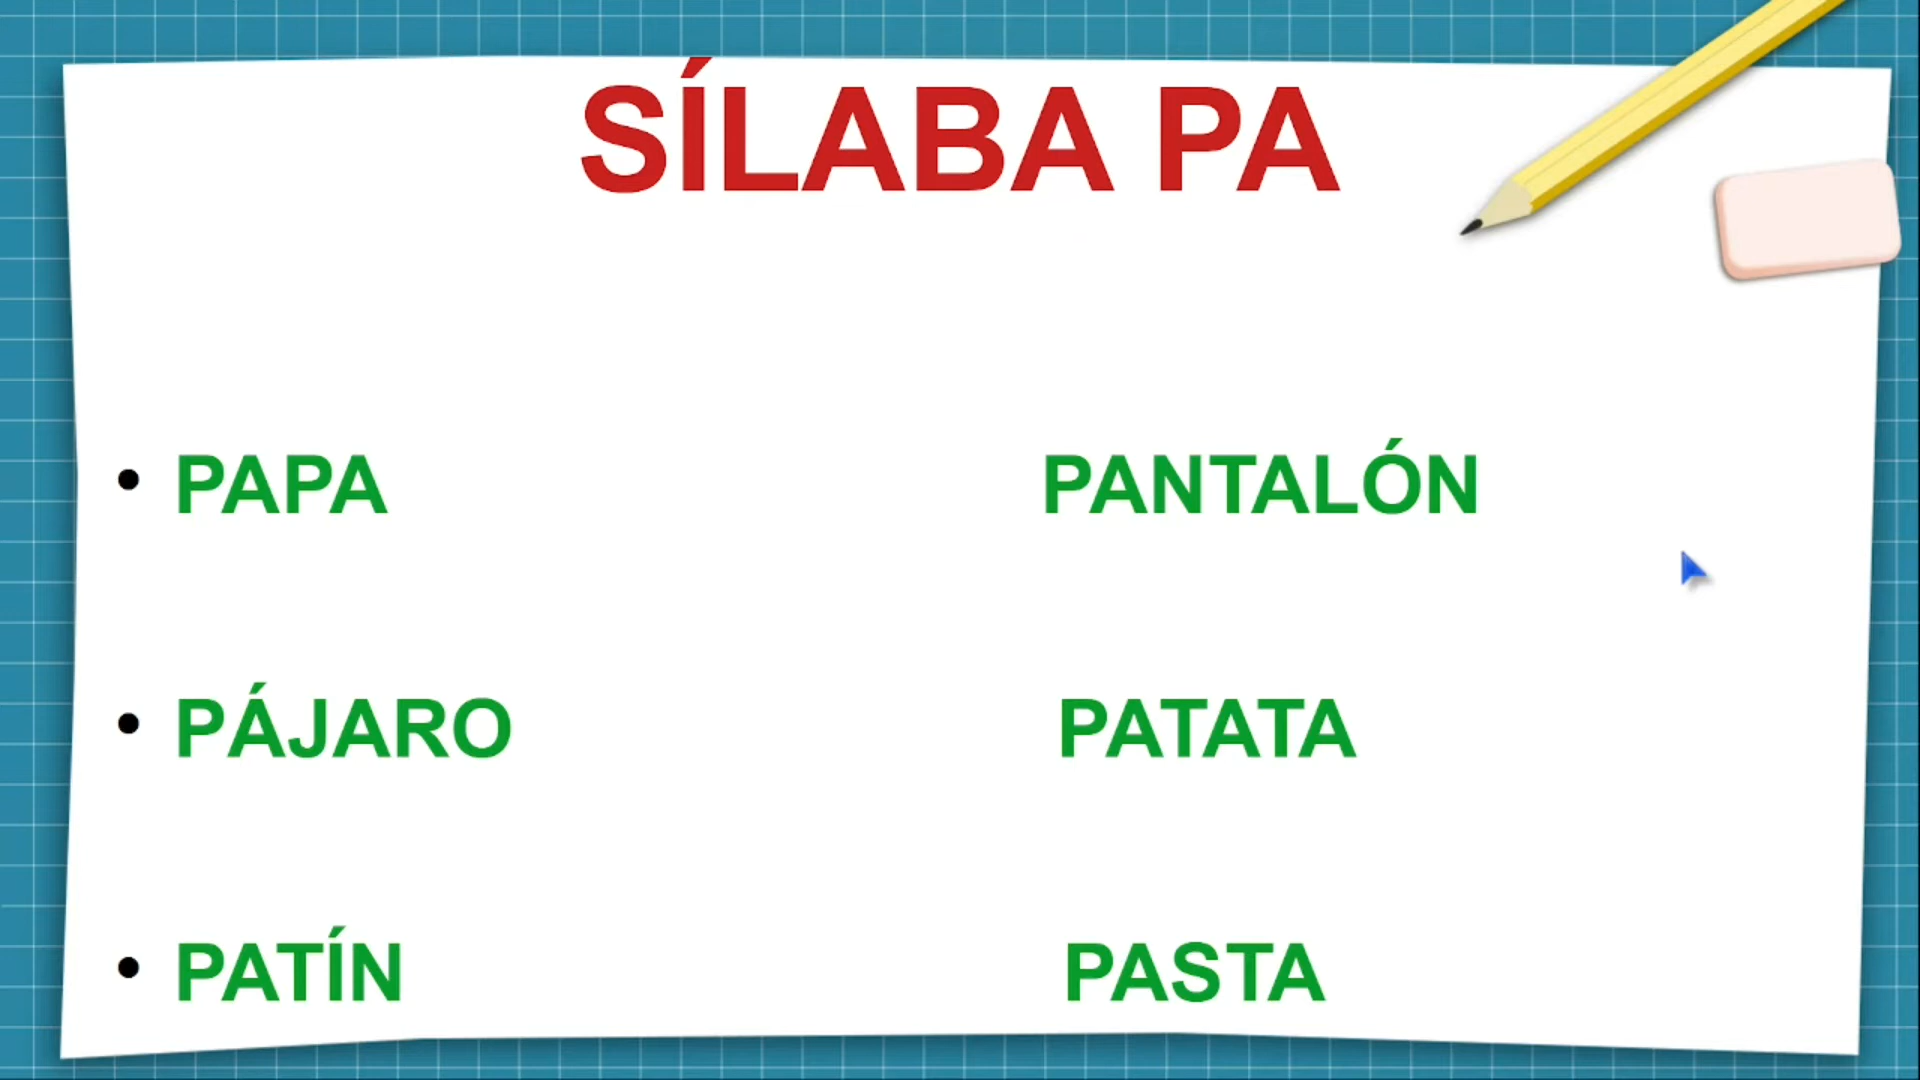 SÍLABA PA
• PAPA PANTALÓN
• PÁJARO PATATA
• PATÍN PASTA